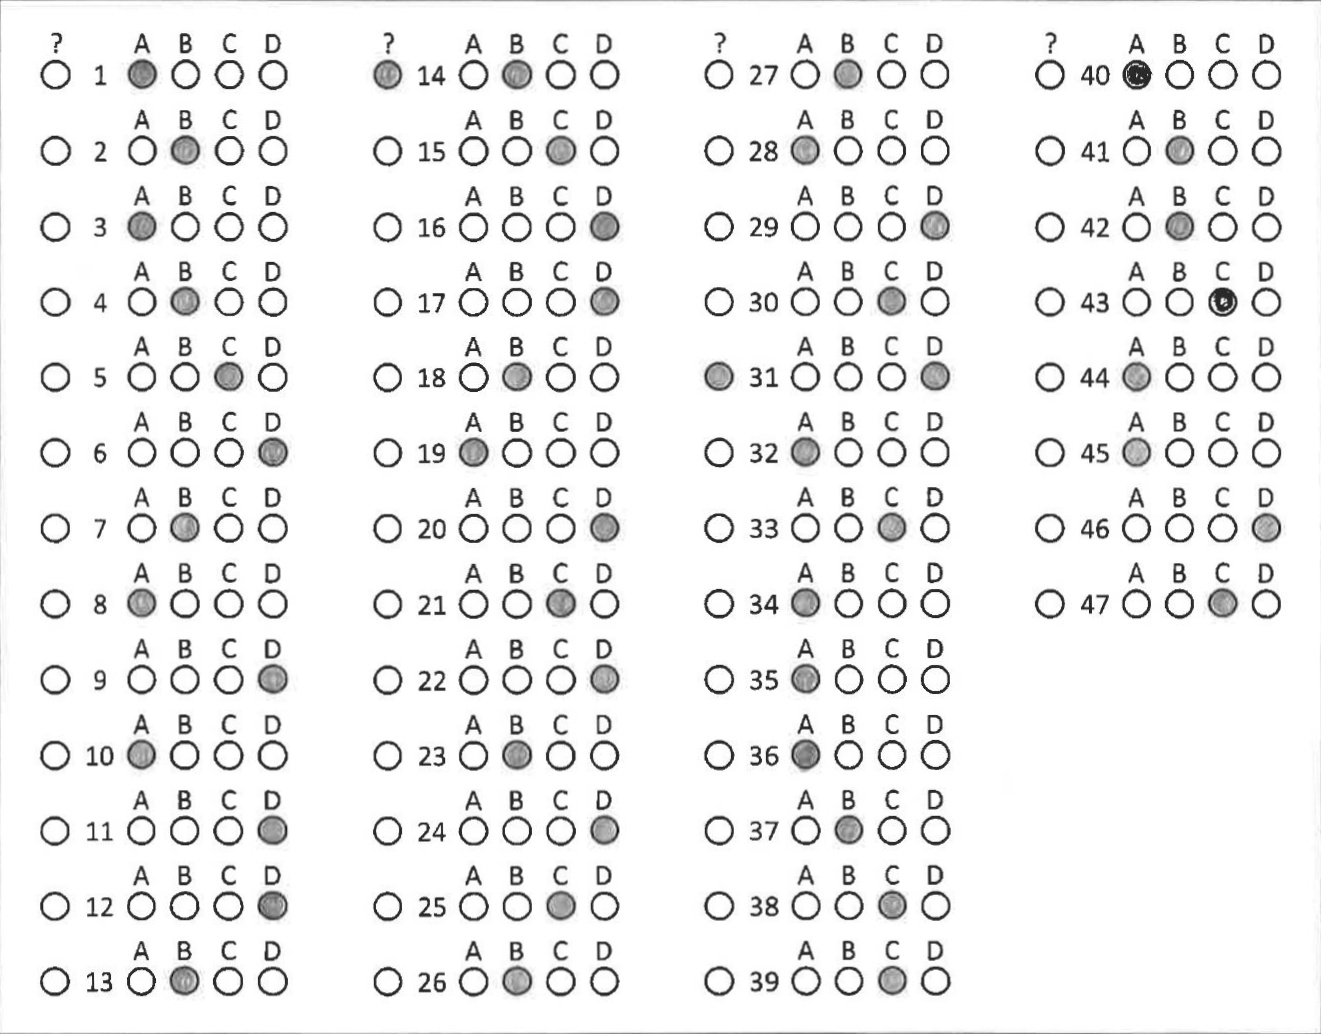 ? A B C D
1
A B C D
2
A B C D
3
A B C D
4
A B C D
5
A B C D
6
A B C D
7
A B C D
8
A B C D
9
A B C D
10
A B C D
11
A B C D
12
A B C D
13
? A B C D
14
A B C D
15
A B C D
16
A B C D
17
A B C D
18
A B C D
19
A B C D
20
A B C D
21
A B C D
22
A B C D
23
A B C D
24
A B C D
25
A B C D
26
? A B C D
27
A B C D
28
A B C D
29
A B C D
30
A B C D
31
A B C D
32
A B C D
33
A B C D
34
A B C D
35
A B C D
36
A B C D
37
A B C D
38
A B C D
39
? A B C D
40
A B C D
41
A B C D
42
A B C D
43
A B C D
44
A B C D
45
A B C D
46
A B C D
47